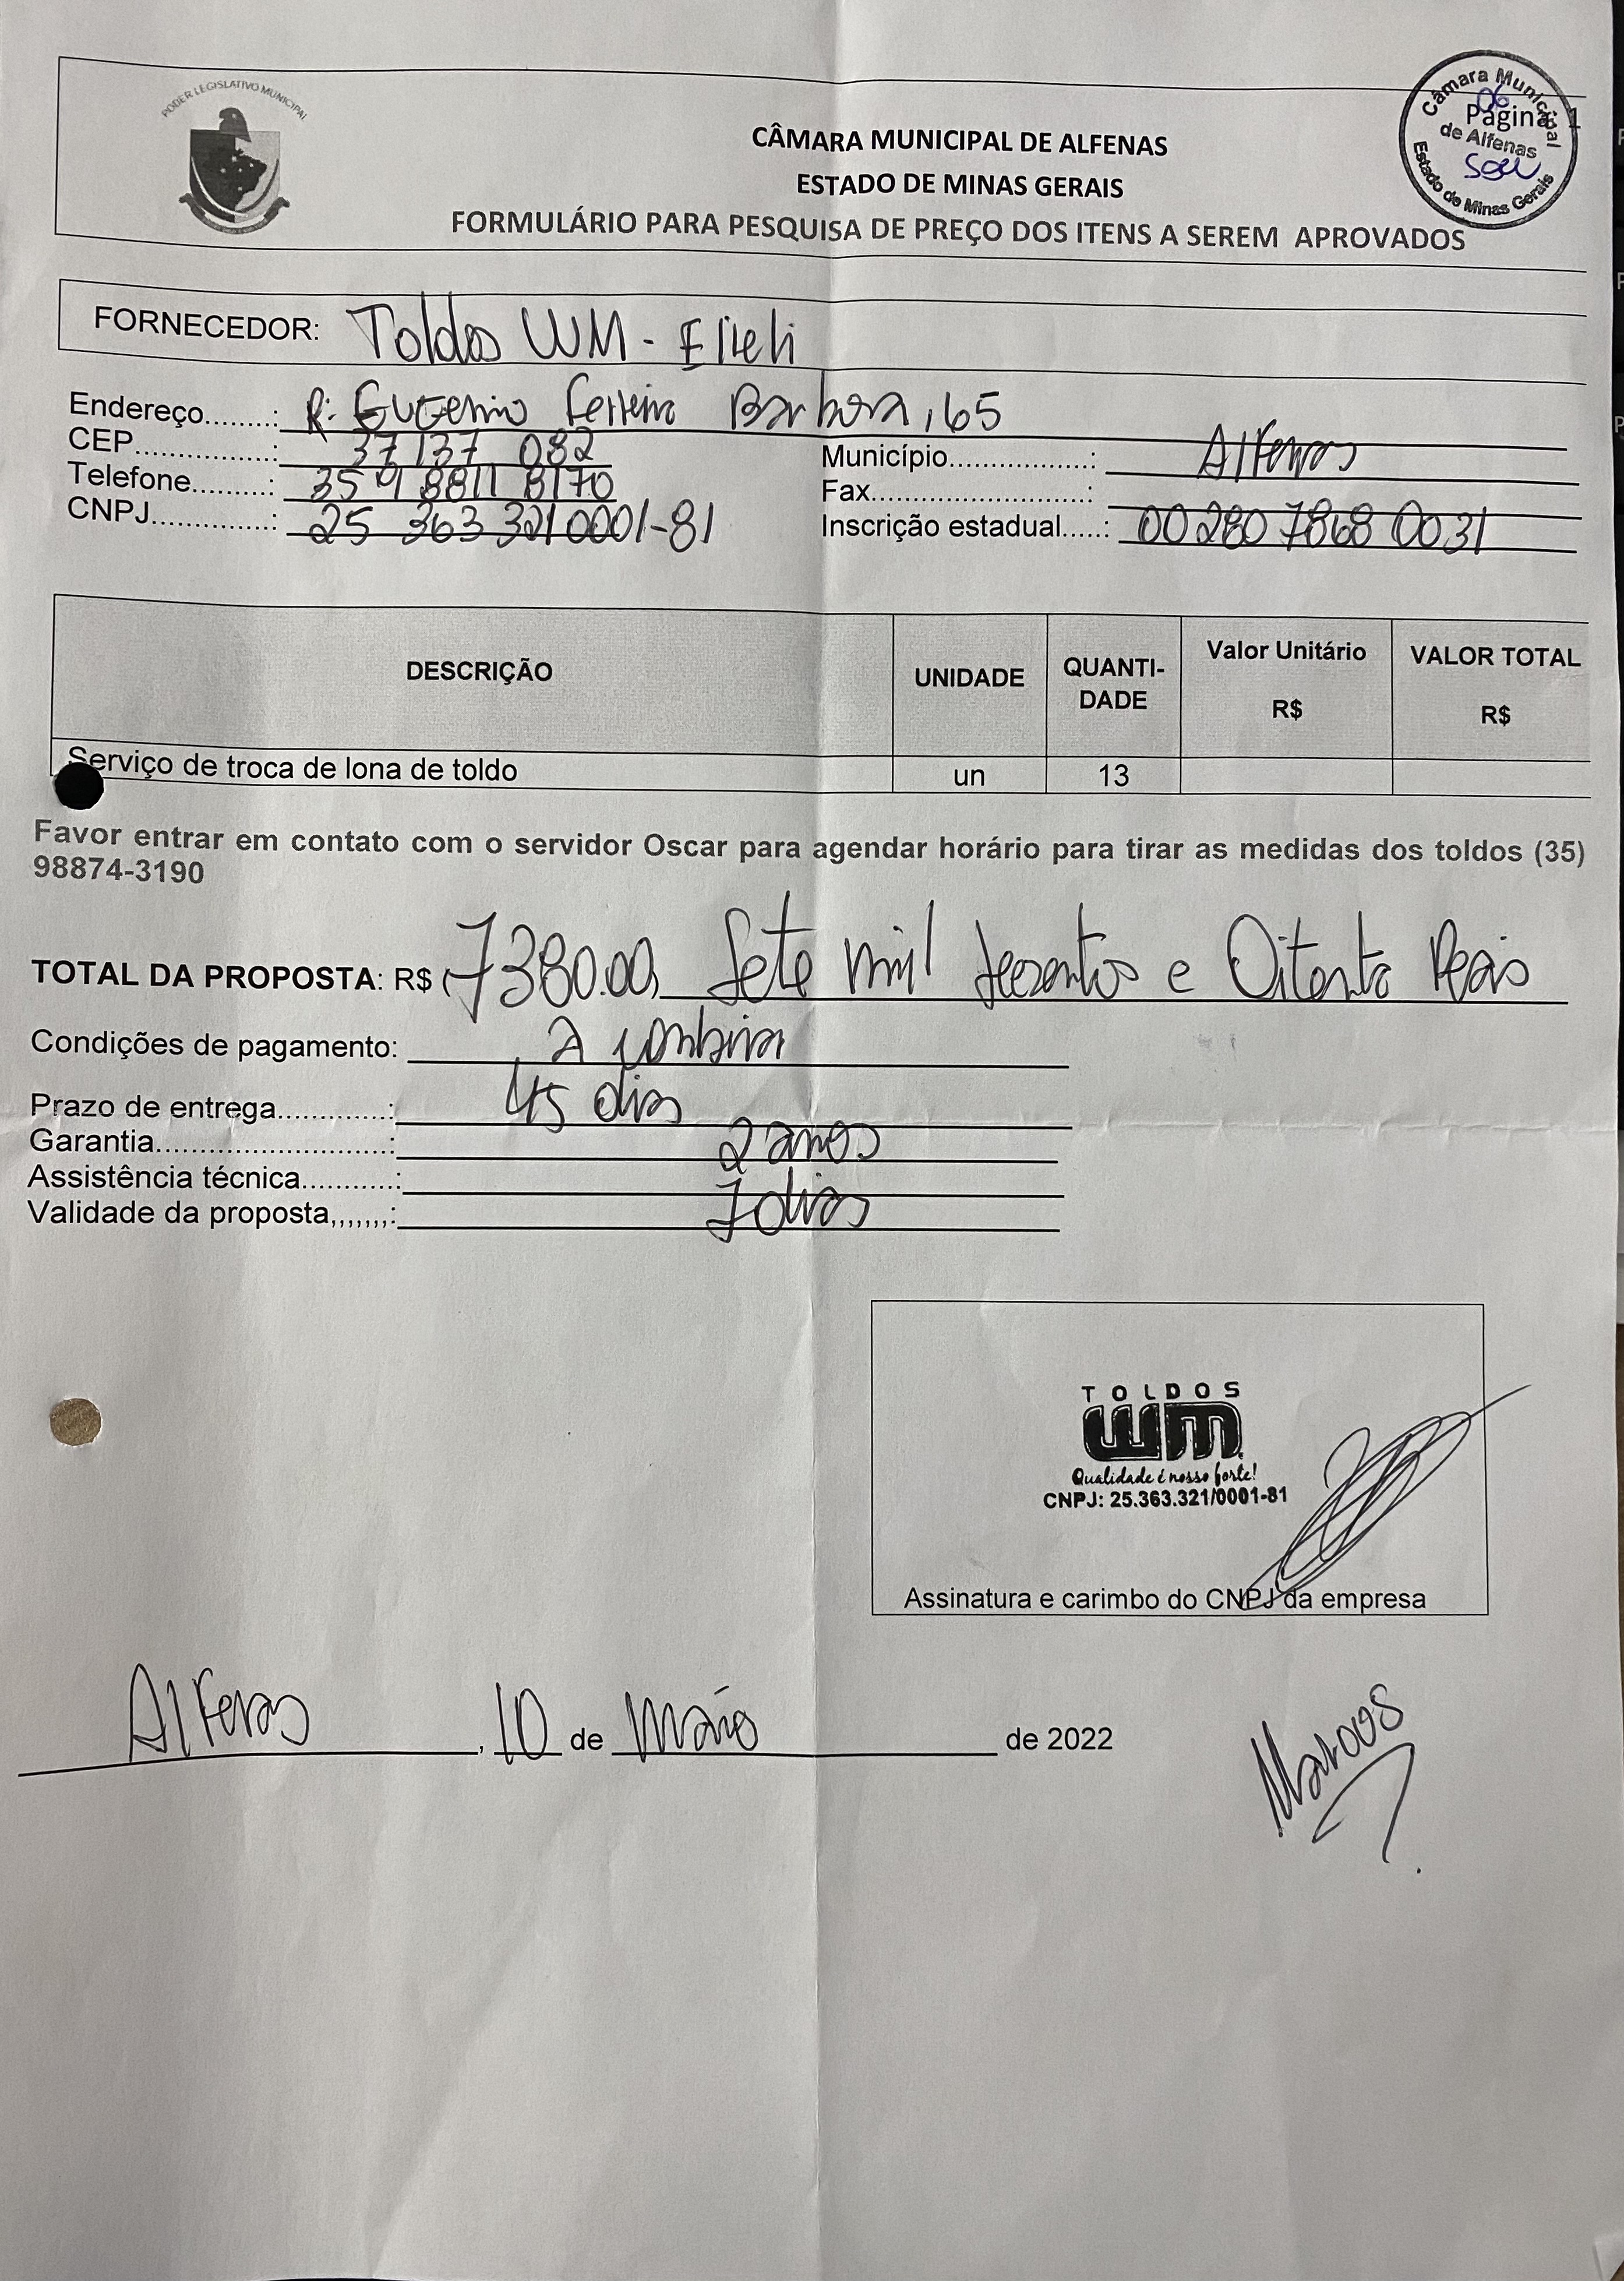 PODER LEGISLATIVO MUNICIPAL
CÂMARA MUNICIPAL DE ALFENAS
ESTADO DE MINAS GERAIS
FORMULÁRIO PARA PESQUISA DE PREÇO DOS ITENS A SEREM APROVADOS
Câmara Municipal
06
Página
de Alfenas
Estado de Minas Gerais
FORNECEDOR: Toldos WM - Eireli
Endereço........: R: Eugenio Ferreira Barbosa, 65
CEP................: 37137 082
Município.................: Alfenas
Telefone.........: 359 8811 8170
Fax..........................:
CNPJ..............: 25 363 321 0001-81
Inscrição estadual.....: 00280 7868 0031
DESCRIÇÃO UNIDADE QUANTI-DADE Valor Unitário R$ VALOR TOTAL R$
Serviço de troca de lona de toldo un 13
Favor entrar em contato com o servidor Oscar para agendar horário para tirar as medidas dos toldos (35)
98874-3190
TOTAL DA PROPOSTA: R$ (7380.00) Sete mil trezentos e Oitenta Reais
Condições de pagamento: A combinar
Prazo de entrega.............: 45 dias
Garantia...........................: 2 anos
Assistência técnica...........:
Validade da proposta,,,,,,,: 7 dias
TOLDOS
WM
Qualidade é nosso forte!
CNPJ: 25.363.321/0001-81
Assinatura e carimbo do CNPJ da empresa
Alfenas, 10 de Maio de 2022